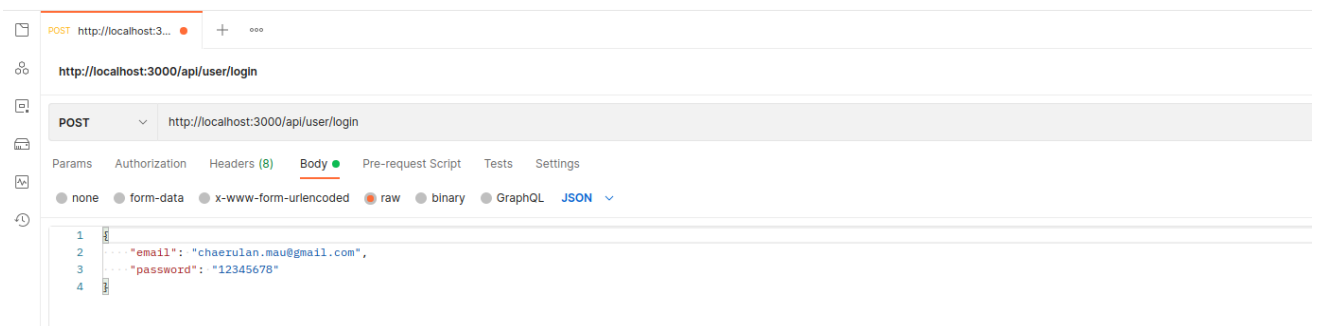 POST http://localhost:3...
http://localhost:3000/api/user/login
POST http://localhost:3000/api/user/login
Params Authorization Headers (8) Body Pre-request Script Tests Settings
none form-data x-www-form-urlencoded raw binary GraphQL JSON
1 {
2 "email": "chaerulan.mau@gmail.com",
3 "password": "12345678"
4 }